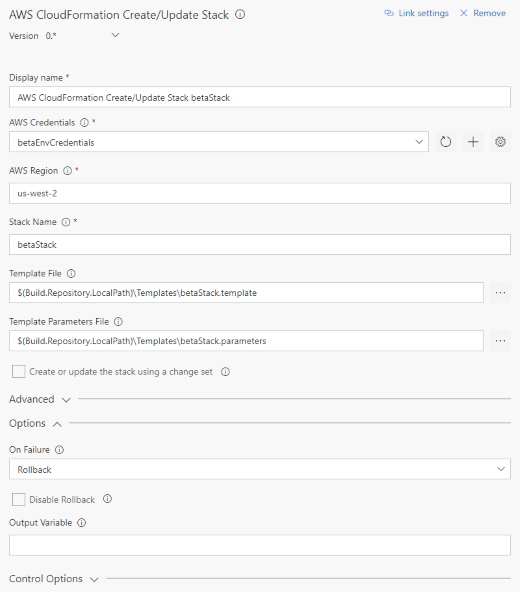 AWS CloudFormation Create/Update Stack Link settings Remove
Version 0.*
Display name *
AWS CloudFormation Create/Update Stack betaStack
AWS Credentials *
betaEnvCredentials
AWS Region *
us-west-2
Stack Name *
betaStack
Template File
$(Build.Repository.LocalPath)\Templates\betaStack.template
Template Parameters File
$(Build.Repository.LocalPath)\Templates\betaStack.parameters
Create or update the stack using a change set
Advanced
Options
On Failure
Rollback
Disable Rollback
Output Variable
Control Options